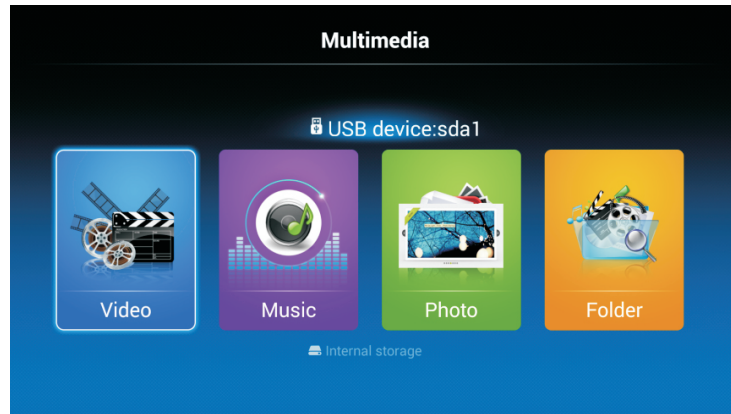 Multimedia
USB device:sda1
Video
Music
Photo
Folder
Internal storage